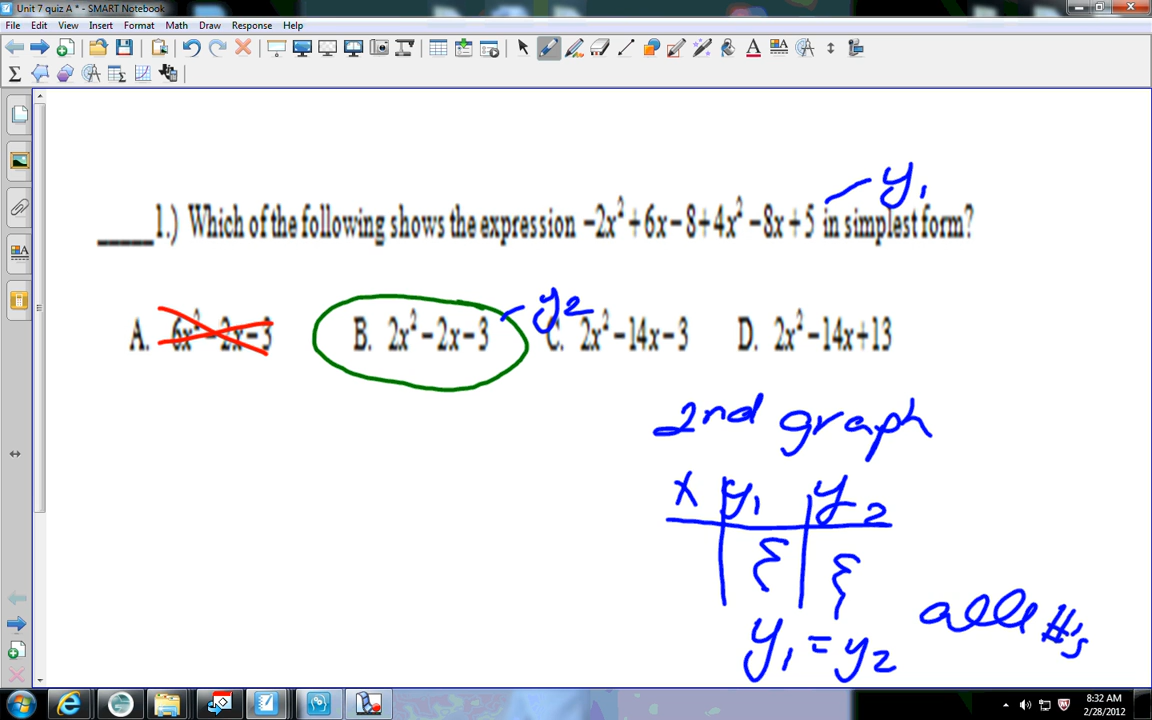 Unit 7 quiz A * - SMART Notebook
File Edit View Insert Format Math Draw Response Help
y₁
_____1.) Which of the following shows the expression −2x² + 6x − 8 + 4x² − 8x + 5 in simplest form?
y₂
A. 6x² − 2x − 3 B. 2x² − 2x − 3 C. 2x² − 14x − 3 D. 2x² − 14x + 13
2nd graph
x y₁ y₂
all #'s
y₁ = y₂
8:32 AM
2/28/2012